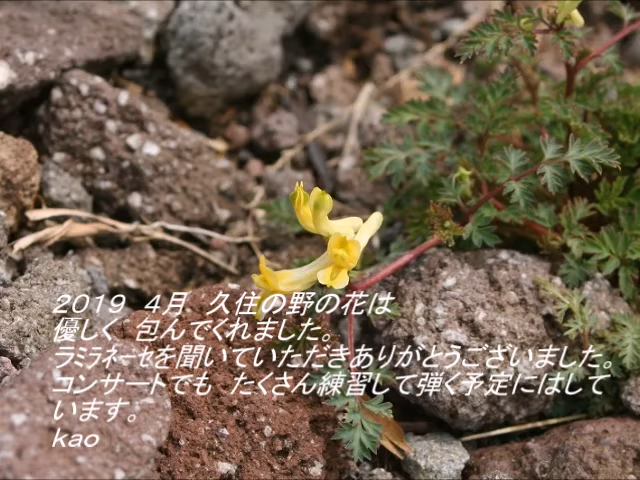 ２０１９　４月　久住の野の花は
優しく　包んでくれました。
ﾗﾐﾗﾈｰｾを聞いていただきありがとうございました。
コンサートでも　たくさん練習して弾く予定にはして
います。
ｋａｏ